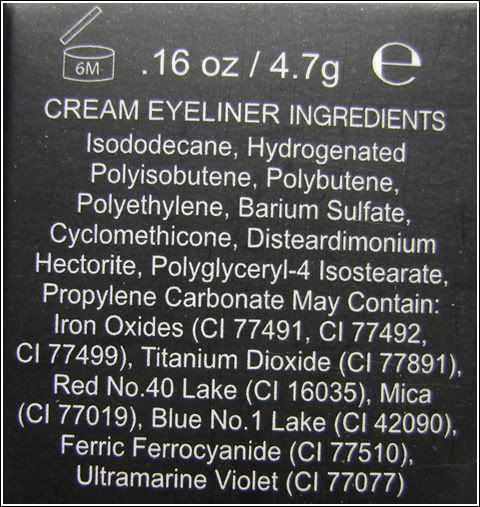 6M .16 oz / 4.7g e
CREAM EYELINER INGREDIENTS
Isododecane, Hydrogenated
Polyisobutene, Polybutene,
Polyethylene, Barium Sulfate,
Cyclomethicone, Disteardimonium
Hectorite, Polyglyceryl-4 Isostearate,
Propylene Carbonate May Contain:
Iron Oxides (CI 77491, CI 77492,
CI 77499), Titanium Dioxide (CI 77891),
Red No.40 Lake (CI 16035), Mica
(CI 77019), Blue No.1 Lake (CI 42090),
Ferric Ferrocyanide (CI 77510),
Ultramarine Violet (CI 77077)